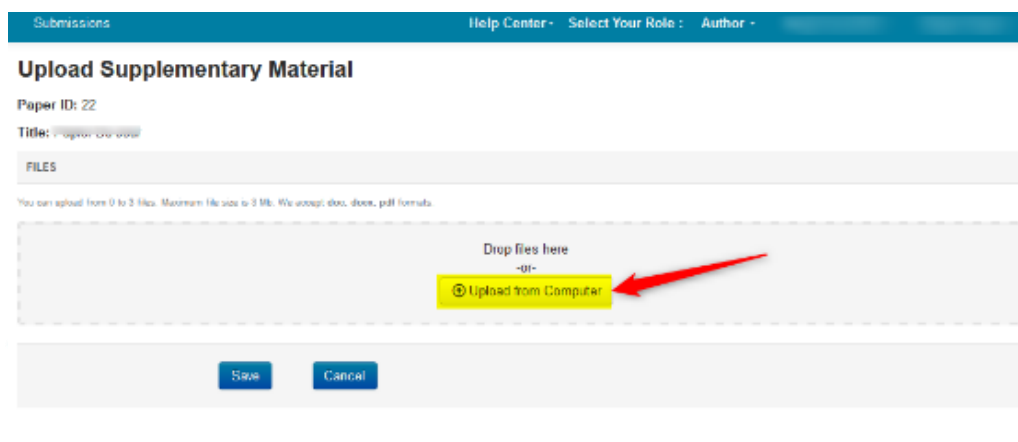 Submissions Help Center- Select Your Role : Author -
Upload Supplementary Material
Paper ID: 22
Title:
FILES
You can upload from 0 to 3 files. Maximum file size is 3 Mb. We accept doc, docx, pdf formats.
Drop files here
-or-
Upload from Computer
Save Cancel